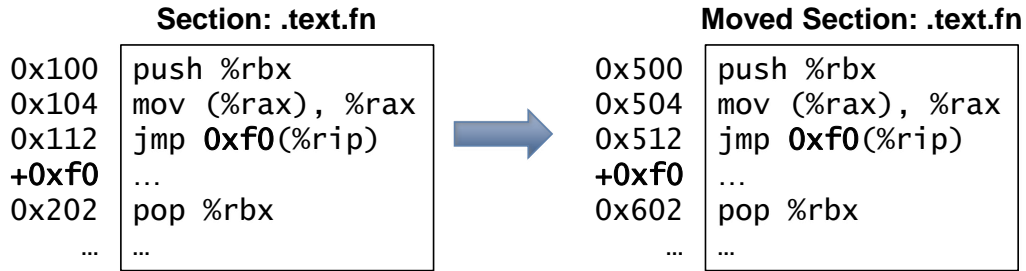 Section: .text.fn
0x100 push %rbx
0x104 mov (%rax), %rax
0x112 jmp 0xf0(%rip)
+0xf0 …
0x202 pop %rbx
… …
Moved Section: .text.fn
0x500 push %rbx
0x504 mov (%rax), %rax
0x512 jmp 0xf0(%rip)
+0xf0 …
0x602 pop %rbx
… …